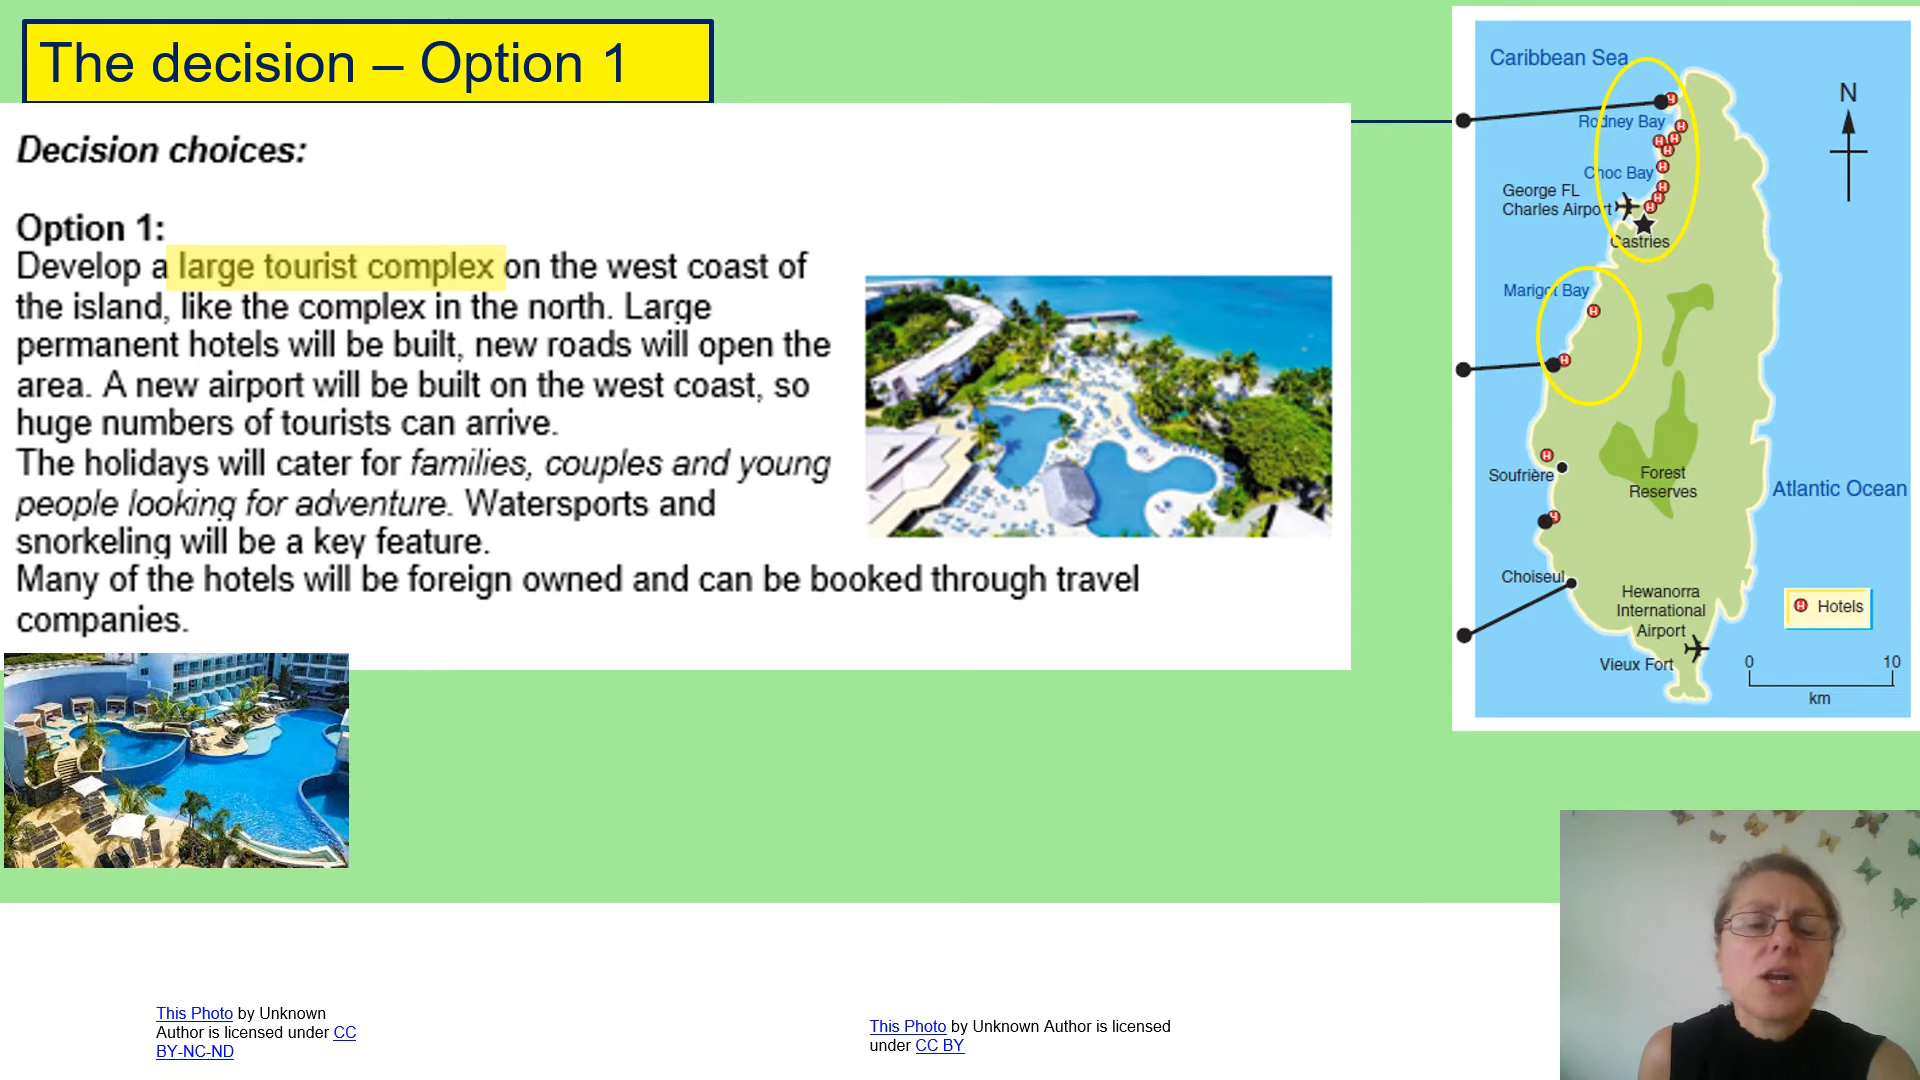 The decision – Option 1
Decision choices:
Option 1:
Develop a large tourist complex on the west coast of
the island, like the complex in the north. Large
permanent hotels will be built, new roads will open the
area. A new airport will be built on the west coast, so
huge numbers of tourists can arrive.
The holidays will cater for families, couples and young
people looking for adventure. Watersports and
snorkeling will be a key feature.
Many of the hotels will be foreign owned and can be booked through travel
companies.
This Photo by Unknown
Author is licensed under CC
BY-NC-ND
This Photo by Unknown Author is licensed
under CC BY
Caribbean Sea
N
Rodney Bay
Choc Bay
George FL
Charles Airport
Castries
Marigot Bay
Soufrière
Forest
Reserves
Atlantic Ocean
Choiseul
Hewanorra
International
Airport
Vieux Fort
H Hotels
0 10
km